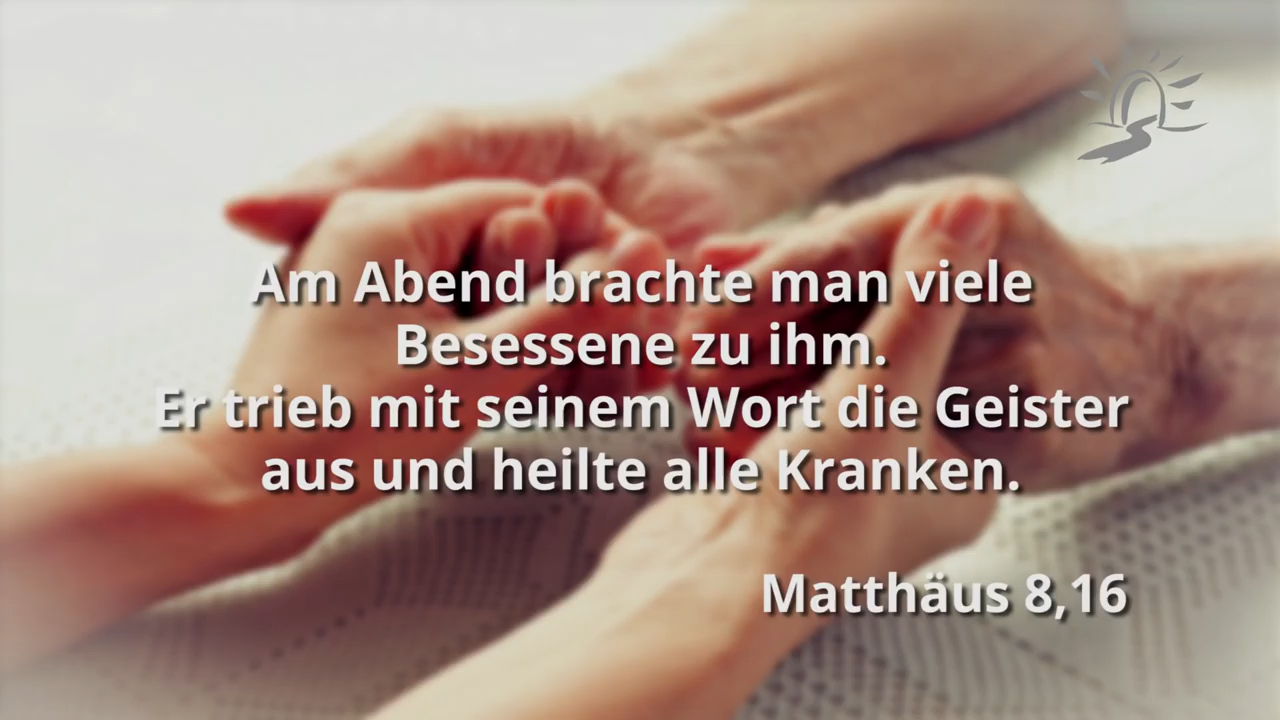 Am Abend brachte man viele
Besessene zu ihm.
Er trieb mit seinem Wort die Geister
aus und heilte alle Kranken.
Matthäus 8,16